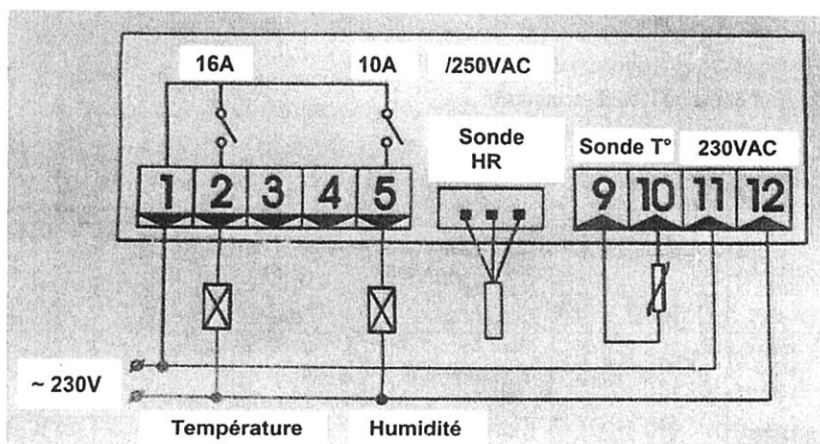 16A 10A /250VAC
Sonde HR
Sonde T° 230VAC
1 2 3 4 5
9 10 11 12
~ 230V
Température Humidité